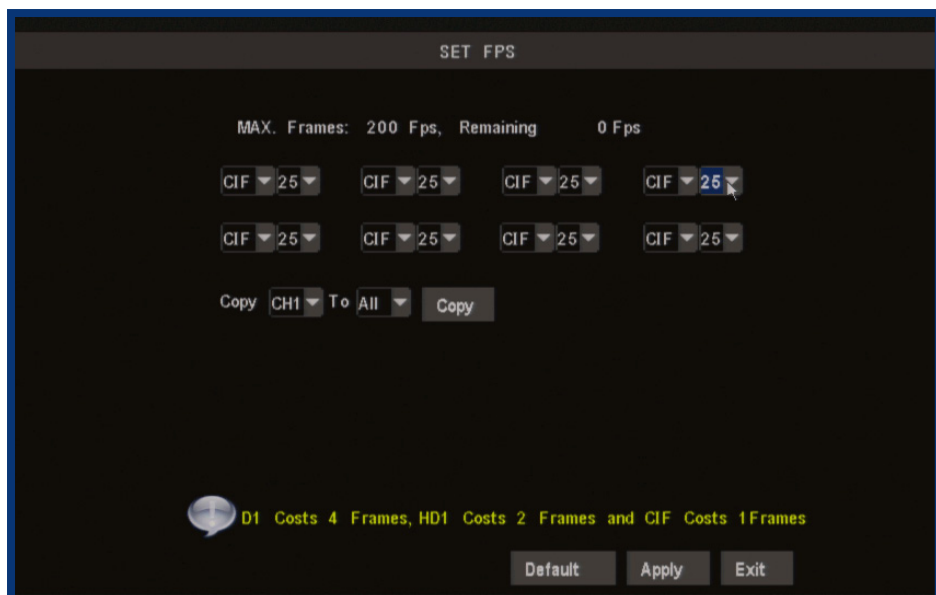 SET FPS
MAX. Frames: 200 Fps, Remaining 0 Fps
CIF 25 CIF 25 CIF 25 CIF 25
CIF 25 CIF 25 CIF 25 CIF 25
Copy CH1 To All Copy
D1 Costs 4 Frames, HD1 Costs 2 Frames and CIF Costs 1 Frames
Default Apply Exit